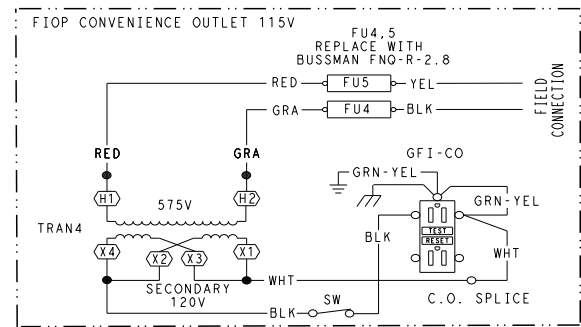 FIOP CONVENIENCE OUTLET 115V
FU4,5
REPLACE WITH
BUSSMAN FNQ-R-2.8
RED FU5 YEL
GRA FU4 BLK
FIELD
CONNECTION
RED GRA
GFI-CO
GRN-YEL
H1 575V H2
GRN-YEL
TRAN4
TEST
RESET
BLK
X4 X2 X3 X1
WHT
WHT
SECONDARY
120V
SW
C.O. SPLICE
BLK